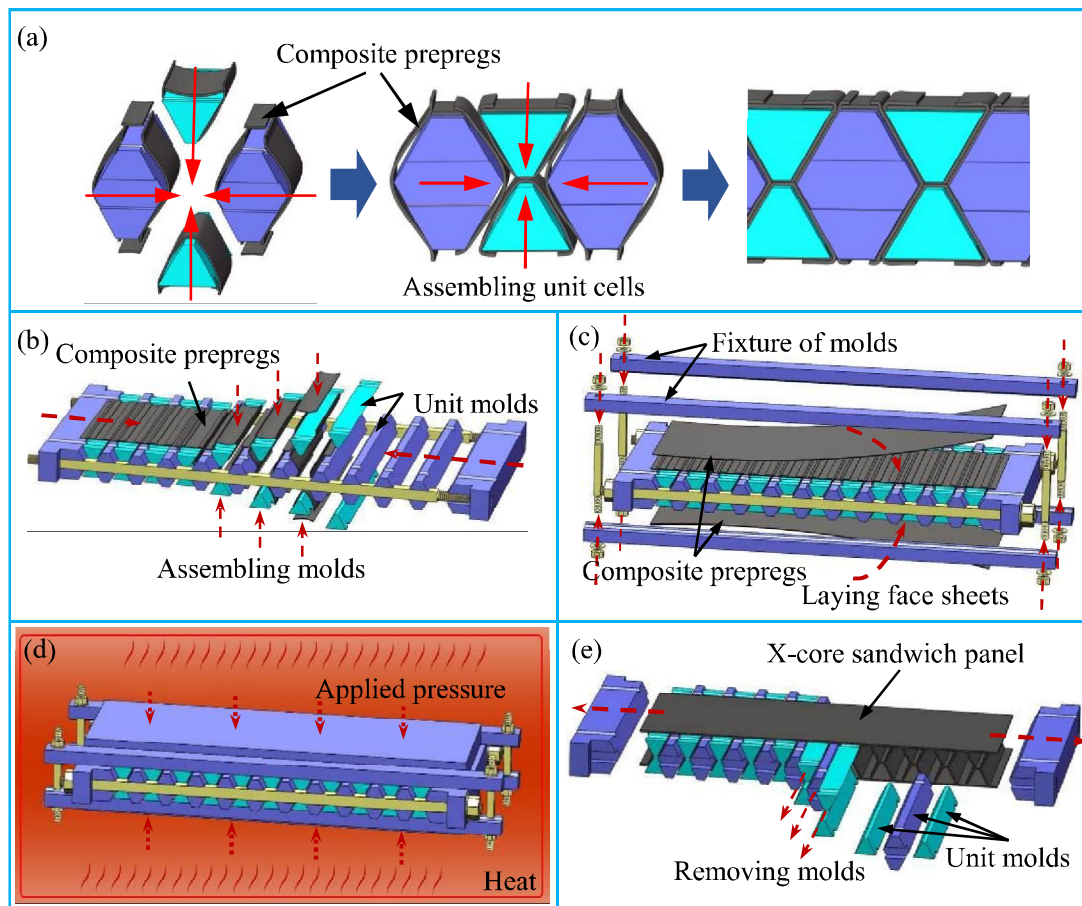 (a)
Composite prepregs
Assembling unit cells
(b)
Composite prepregs
Unit molds
Assembling molds
(c)
Fixture of molds
Composite prepregs
Laying face sheets
(d)
Applied pressure
Heat
(e)
X-core sandwich panel
Removing molds
Unit molds